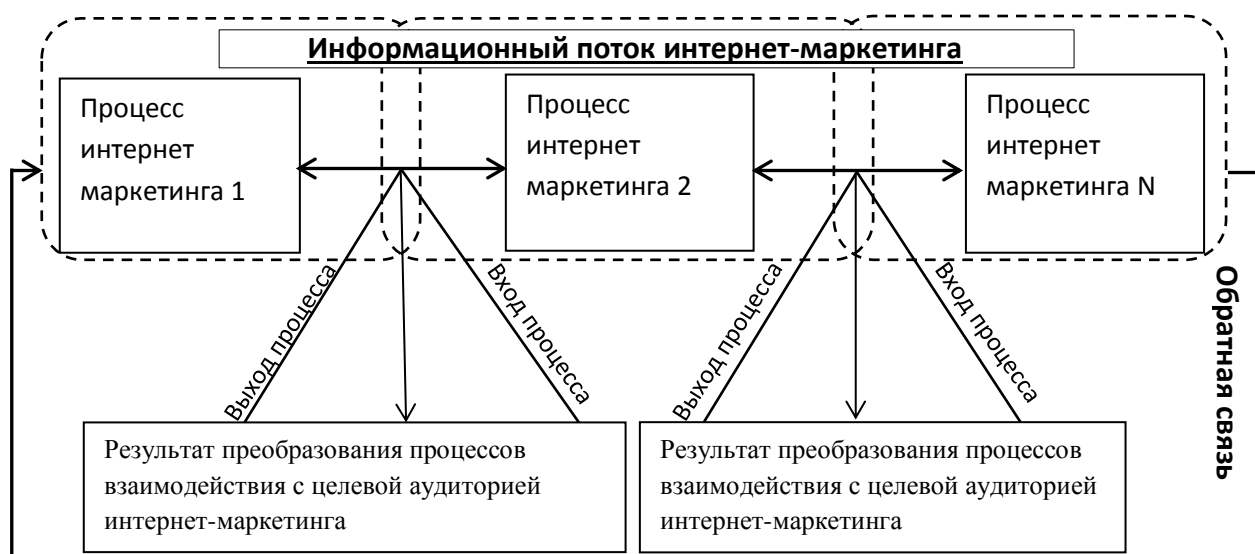 Информационный поток интернет-маркетинга
Процесс
интернет
маркетинга 1
Процесс
интернет
маркетинга 2
Процесс
интернет
маркетинга N
Выход процесса
Вход процесса
Выход процесса
Вход процесса
Обратная связь
Результат преобразования процессов
взаимодействия с целевой аудиторией
интернет-маркетинга
Результат преобразования процессов
взаимодействия с целевой аудиторией
интернет-маркетинга